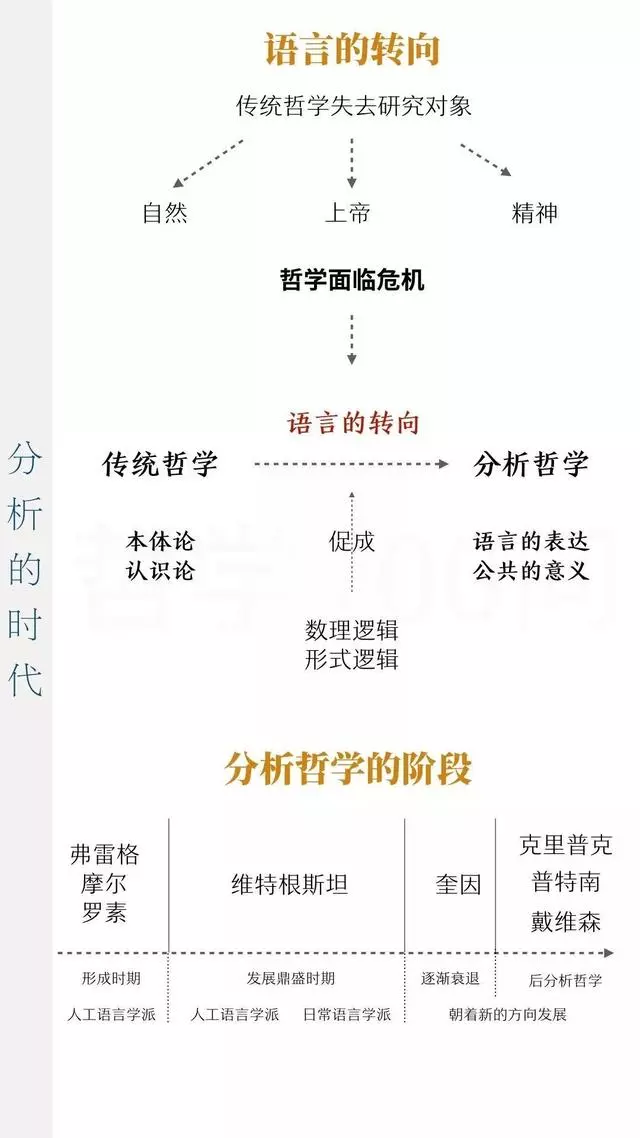 语言的转向
传统哲学失去研究对象
自然 上帝 精神
哲学面临危机
语言的转向
传统哲学 分析哲学
本体论 促成 语言的表达
认识论 公共的意义
数理逻辑
形式逻辑
分析的时代
分析哲学的阶段
弗雷格
摩尔
罗素
维特根斯坦
奎因
克里普克
普特南
戴维森
形成时期 发展鼎盛时期 逐渐衰退 后分析哲学
人工语言学派 人工语言学派 日常语言学派 朝着新的方向发展